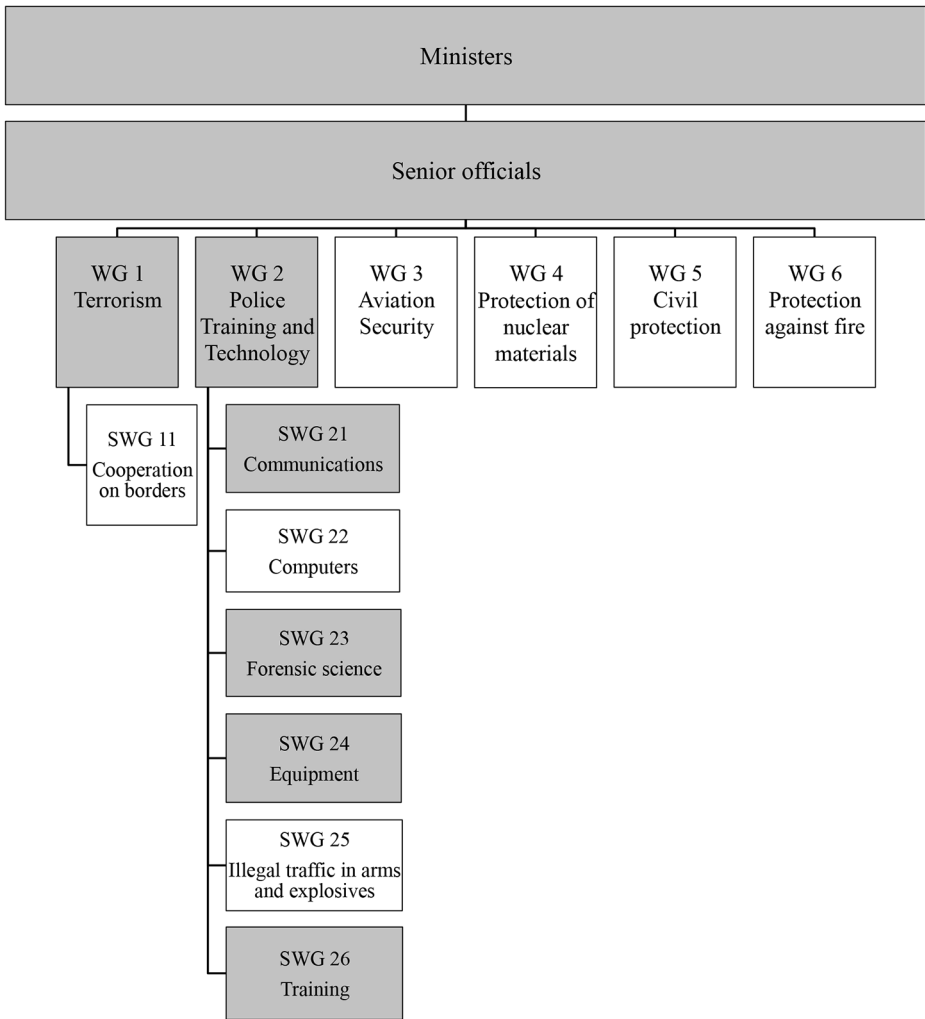 Ministers
Senior officials
WG 1
Terrorism
WG 2
Police
Training and
Technology
WG 3
Aviation
Security
WG 4
Protection of
nuclear
materials
WG 5
Civil
protection
WG 6
Protection
against fire
SWG 11
Cooperation
on borders
SWG 21
Communications
SWG 22
Computers
SWG 23
Forensic science
SWG 24
Equipment
SWG 25
Illegal traffic in arms
and explosives
SWG 26
Training